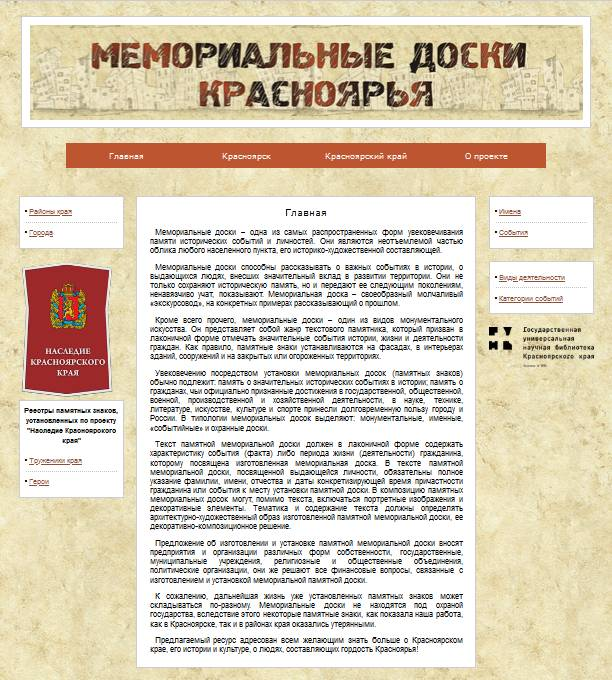 МЕМОРИАЛЬНЫЕ ДОСКИ
КРАСНОЯРЬЯ
Главная
Красноярск
Красноярский край
О проекте
Районы края
Города
НАСЛЕДИЕ
КРАСНОЯРСКОГО
КРАЯ
Реестры памятных знаков,
установленных по проекту
"Наследие Красноярского
края"
Труженики края
Герои
Главная
Мемориальные доски – одна из самых распространенных форм увековечивания
памяти исторических событий и личностей. Они являются неотъемлемой частью
облика любого населенного пункта, его историко-художественной составляющей.
Мемориальные доски способны рассказывать о важных событиях в истории, о
выдающихся людях, внесших значительный вклад в развитии территории. Они не
только сохраняют историческую память, но и передают ее следующим поколениям,
ненавязчиво учат, показывают. Мемориальная доска – своеобразный молчаливый
«экскурсовод», на конкретных примерах рассказывающий о прошлом.
Кроме всего прочего, мемориальные доски – один из видов монументального
искусства. Он представляет собой жанр текстового памятника, который призван в
лаконичной форме отмечать значительные события истории, жизни и деятельности
граждан. Как правило, памятные знаки устанавливаются на фасадах, в интерьерах
зданий, сооружений и на закрытых или огороженных территориях.
Увековечению посредством установки мемориальных досок (памятных знаков)
обычно подлежит: память о значительных исторических событиях в истории; память о
гражданах, чьи официально признанные достижения в государственной, общественной,
военной, производственной и хозяйственной деятельности, в науке, технике,
литературе, искусстве, культуре и спорте принесли долговременную пользу городу и
России. В типологии мемориальных досок выделяют: монументальные, именные,
«событийные» и охранные доски.
Текст памятной мемориальной доски должен в лаконичной форме содержать
характеристику события (факта) либо периода жизни (деятельности) гражданина,
которому посвящена изготовленная мемориальная доска. В тексте памятной
мемориальной доски, посвященной выдающейся личности, обязательны полное
указание фамилии, имени, отчества и даты конкретизирующей время причастности
гражданина или события к месту установки памятной доски. В композицию памятных
мемориальных досок могут, помимо текста, включаться портретные изображения и
декоративные элементы. Тематика и содержание текста должны определять
архитектурно-художественный образ изготовленной памятной мемориальной доски, ее
декоративно-композиционное решение.
Предложение об изготовлении и установке памятной мемориальной доски вносят
предприятия и организации различных форм собственности, государственные,
муниципальные учреждения, религиозные и общественные объединения,
политические организации, они же решают все финансовые вопросы, связанные с
изготовлением и установкой мемориальной памятной доски.
К сожалению, дальнейшая жизнь уже установленных памятных знаков может
складываться по-разному. Мемориальные доски не находятся под охраной
государства, вследствие этого некоторые памятные знаки, как показала наша работа,
как в Красноярске, так и в районах края оказались утерянными.
Предлагаемый ресурс адресован всем желающим знать больше о Красноярском
крае, его истории и культуре, о людях, составляющих гордость Красноярья!
Имена
События
Виды деятельности
Категории событий
Государственная
универсальная
научная библиотека
Красноярского края